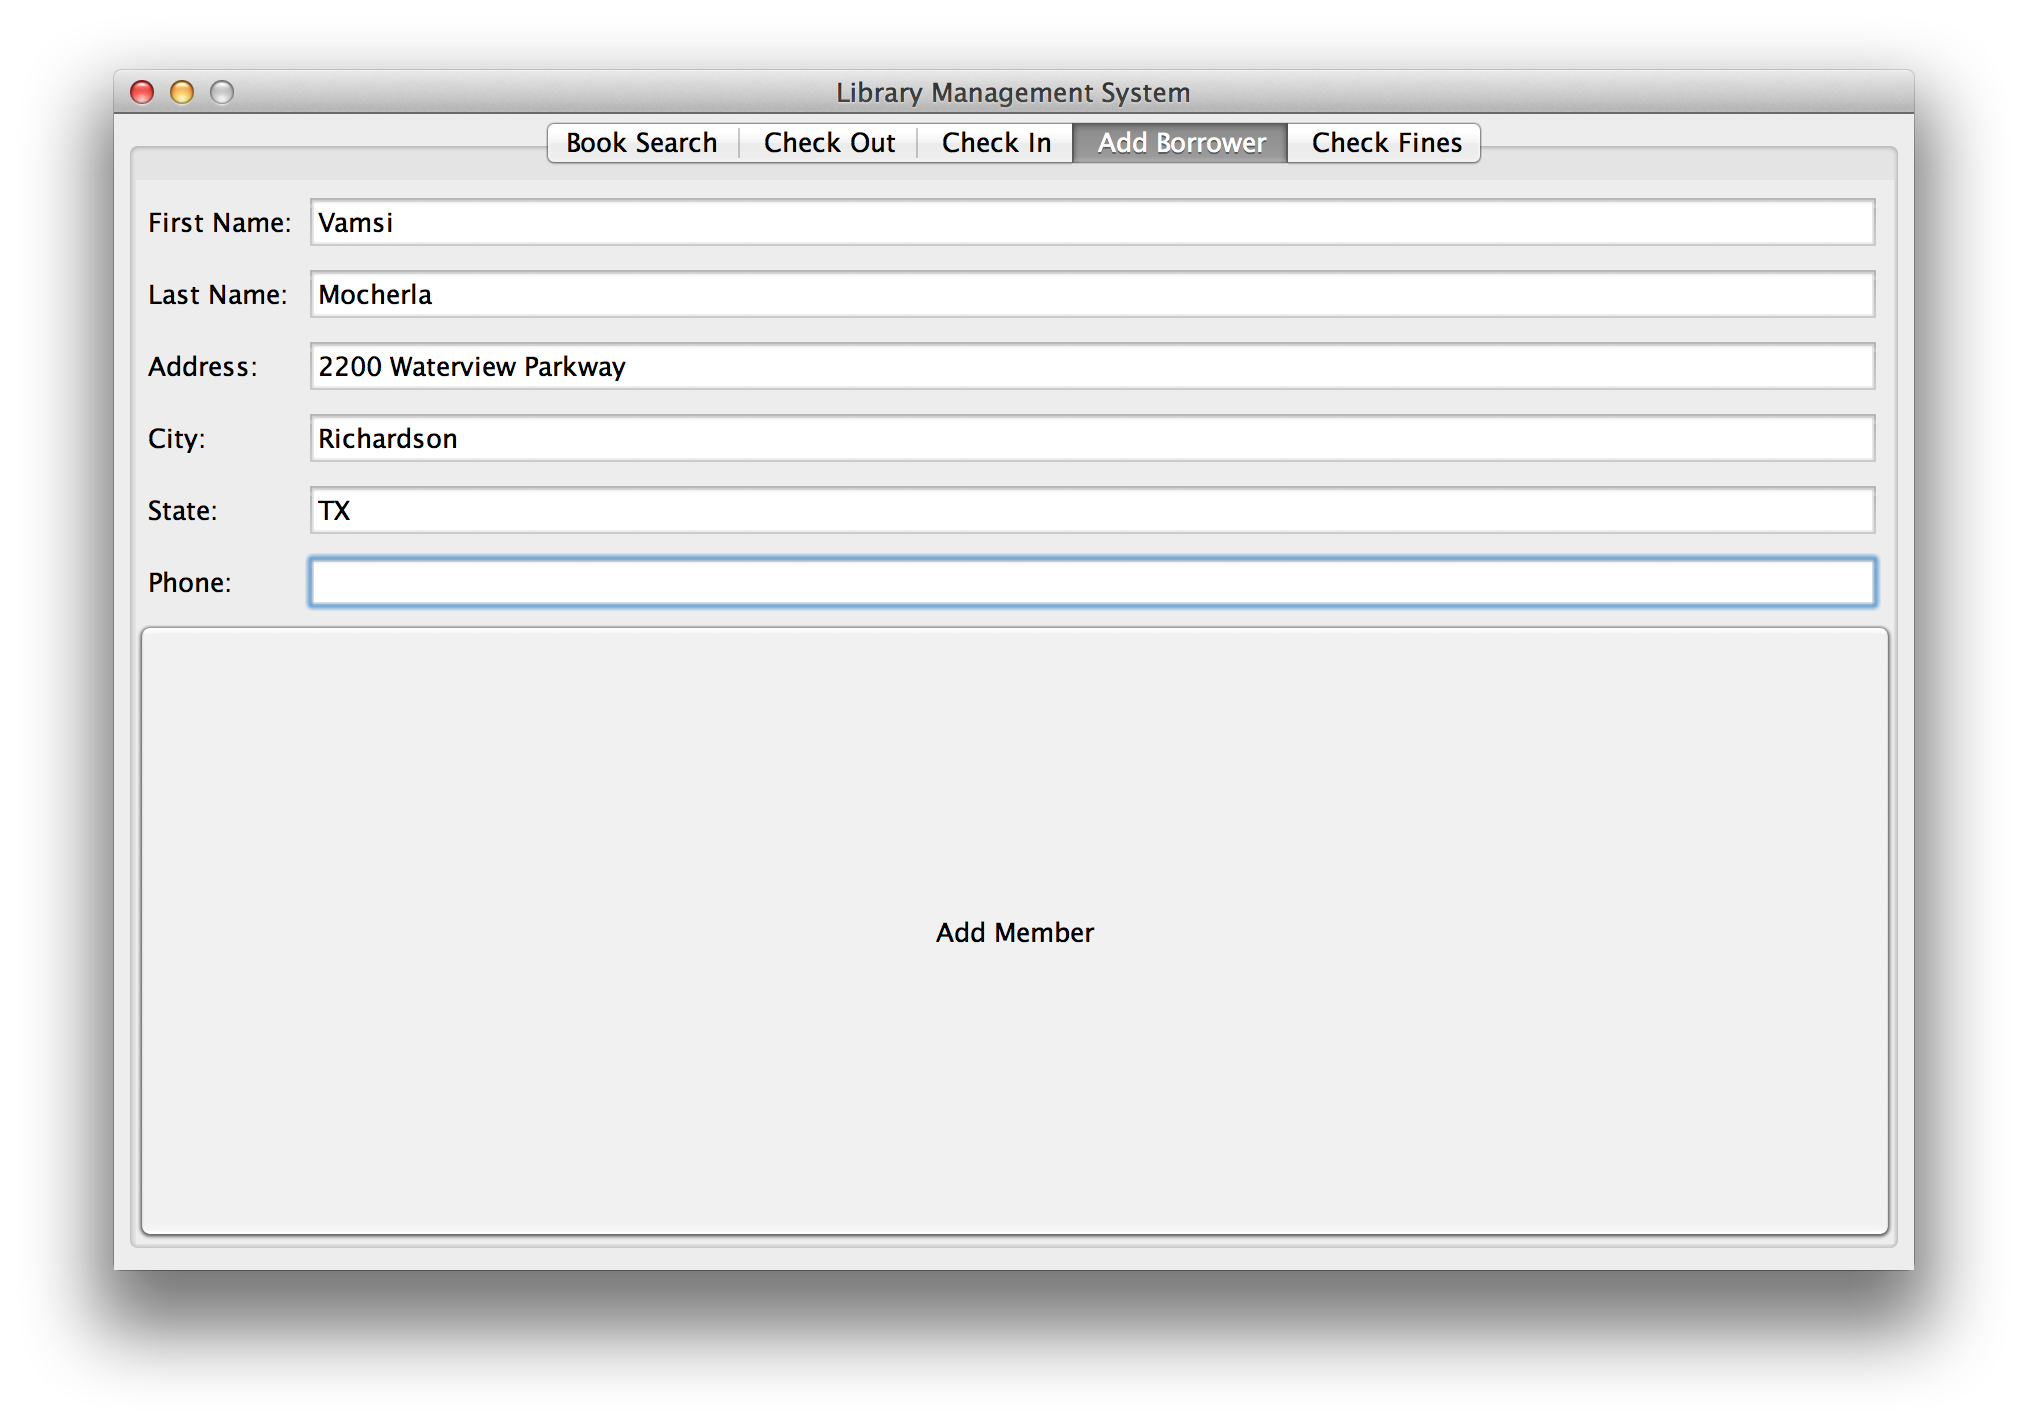 Library Management System
Book Search Check Out Check In Add Borrower Check Fines
First Name: Vamsi
Last Name: Mocherla
Address: 2200 Waterview Parkway
City: Richardson
State: TX
Phone:
Add Member